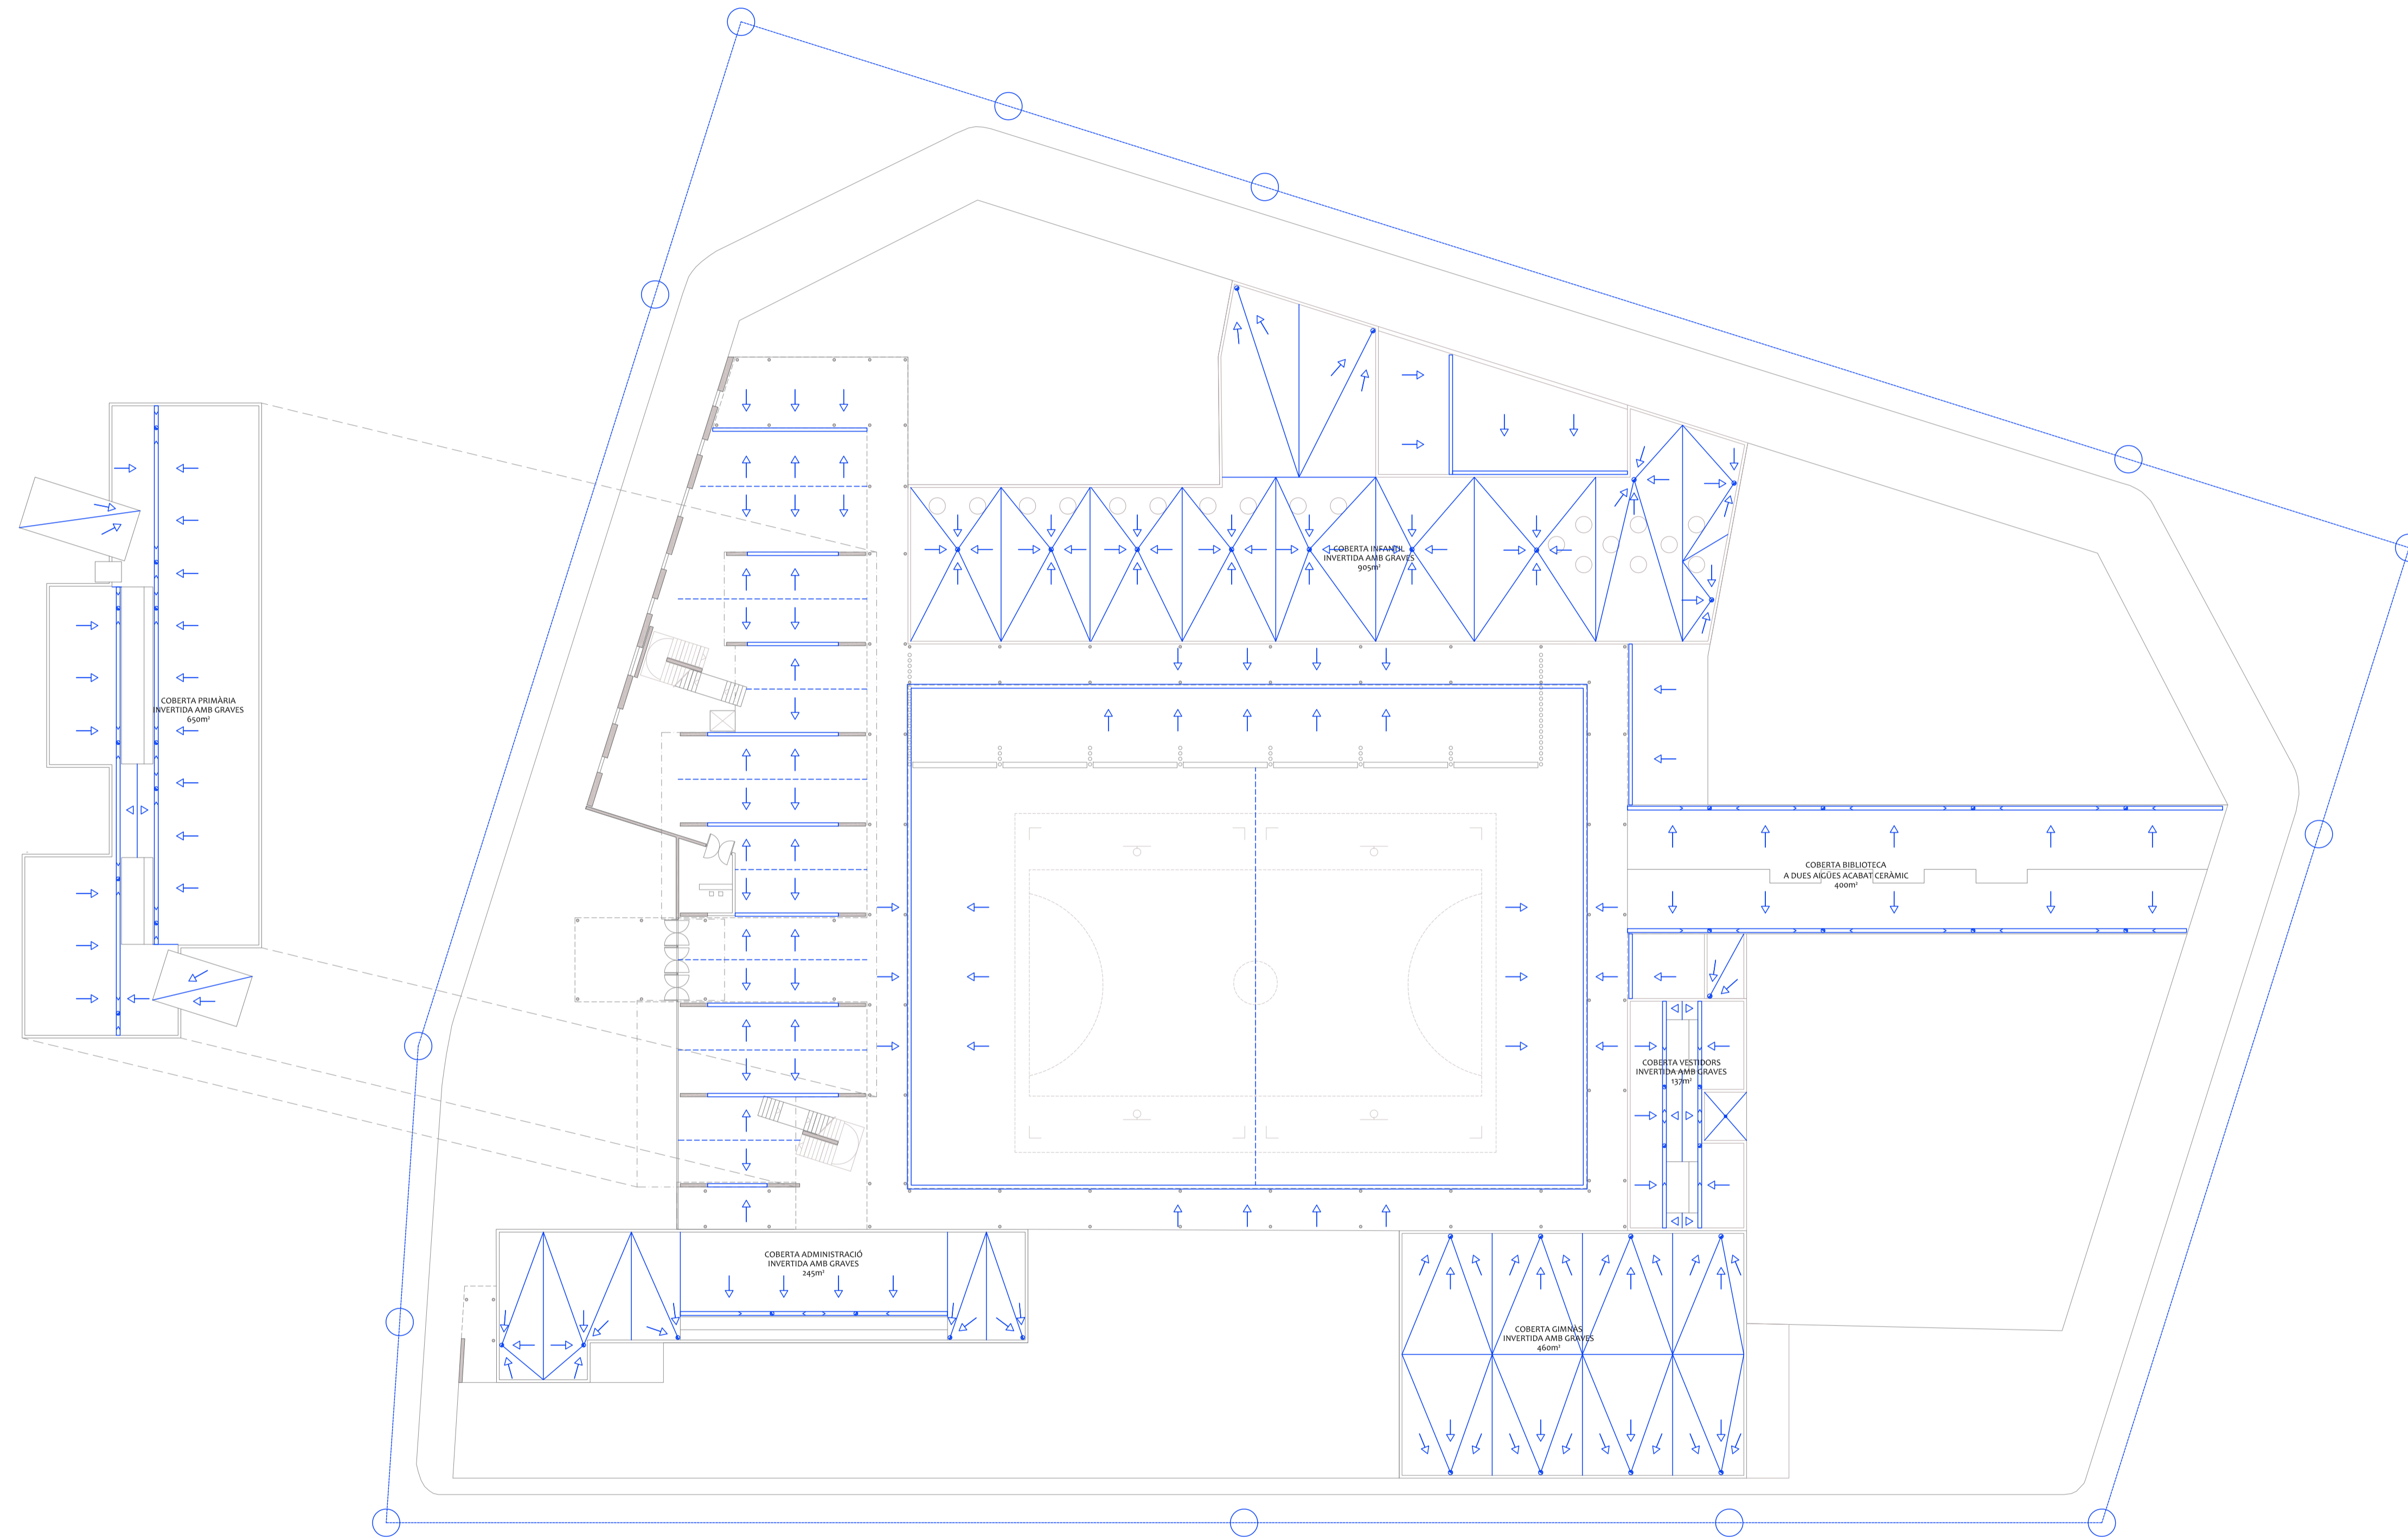 COBERTA INFANTIL
INVERTIDA AMB GRAVES
905m²
COBERTA PRIMÀRIA
INVERTIDA AMB GRAVES
650m²
COBERTA BIBLIOTECA
A DUES AIGÜES ACABAT CERÀMIC
400m²
COBERTA VESTIDORS
INVERTIDA AMB GRAVES
137m²
COBERTA ADMINISTRACIÓ
INVERTIDA AMB GRAVES
245m²
COBERTA GIMNÀS
INVERTIDA AMB GRAVES
460m²